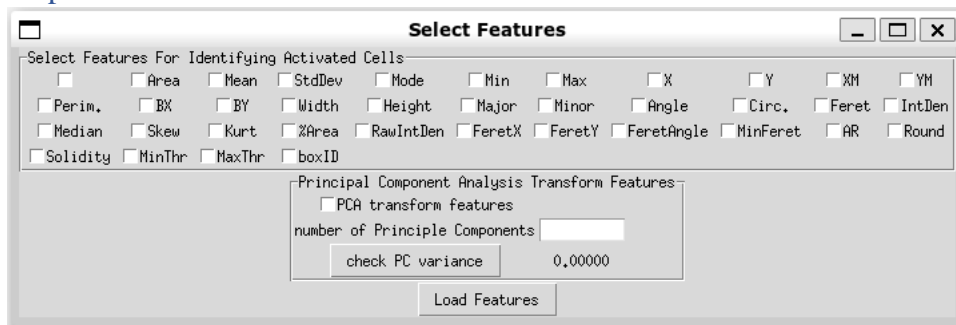 Select Features
Select Features For Identifying Activated Cells
Area Mean StdDev Mode Min Max X Y XM YM
Perim. BX BY Width Height Major Minor Angle Circ. Feret IntDen
Median Skew Kurt %Area RawIntDen FeretX FeretY FeretAngle MinFeret AR Round
Solidity MinThr MaxThr boxID
Principal Component Analysis Transform Features
PCA transform features
number of Principle Components
check PC variance 0.00000
Load Features